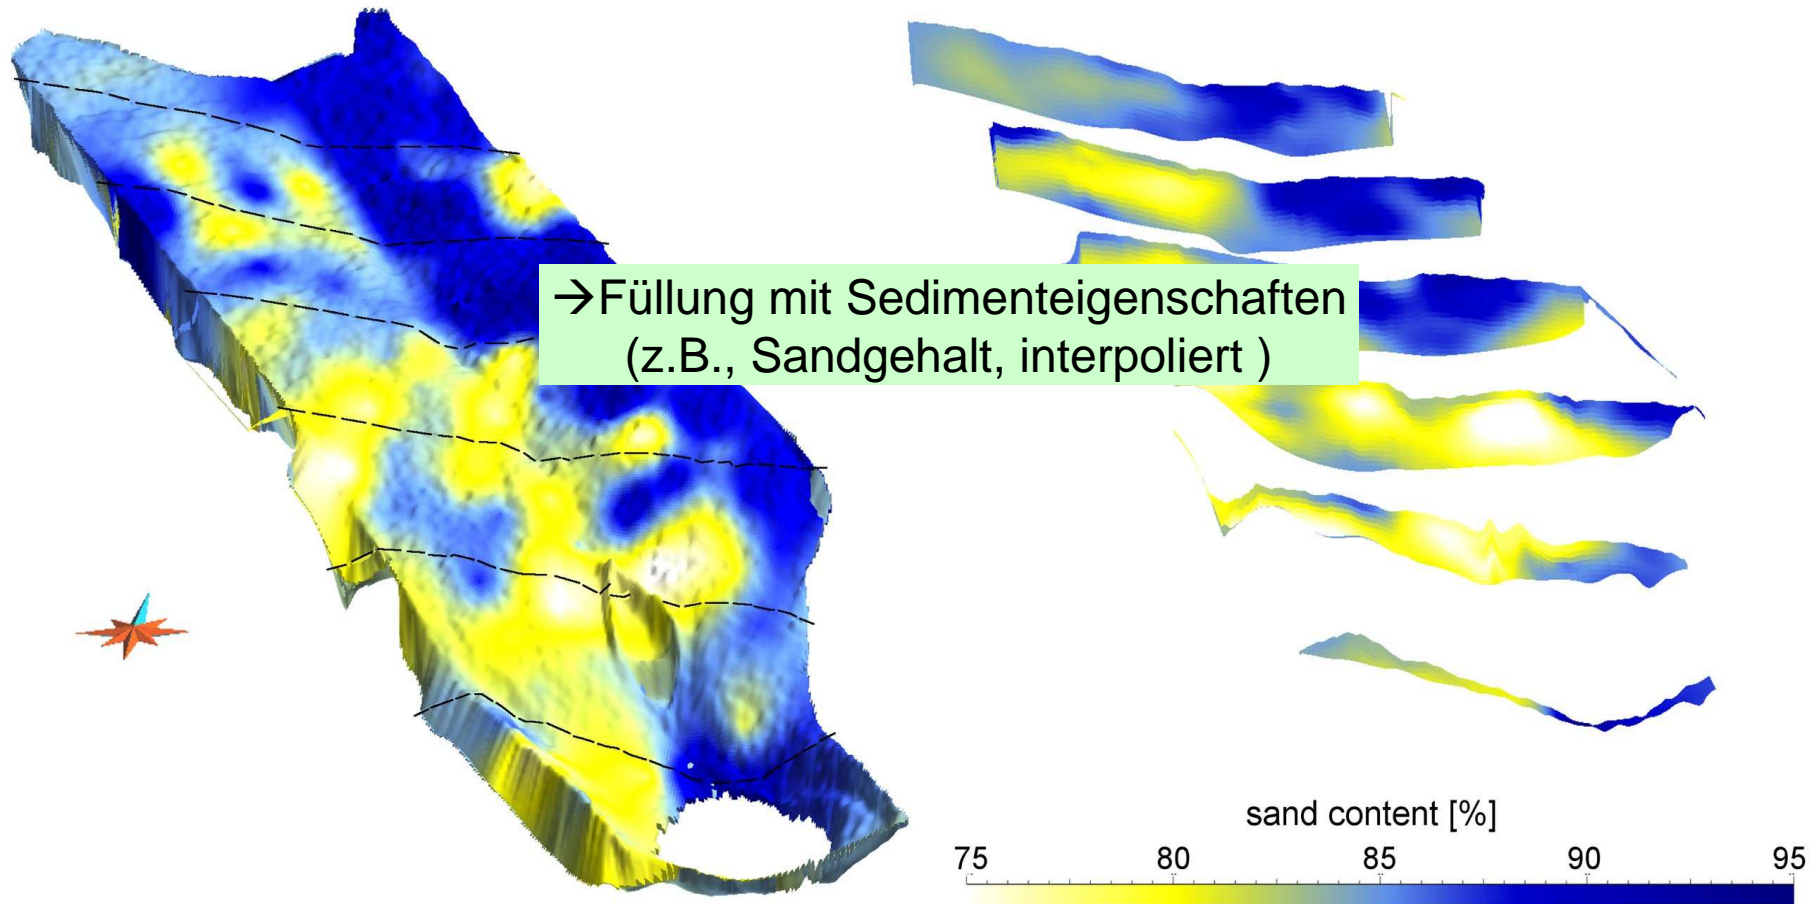 →Füllung mit Sedimenteigenschaften
(z.B., Sandgehalt, interpoliert )
sand content [%]
75 80 85 90 95